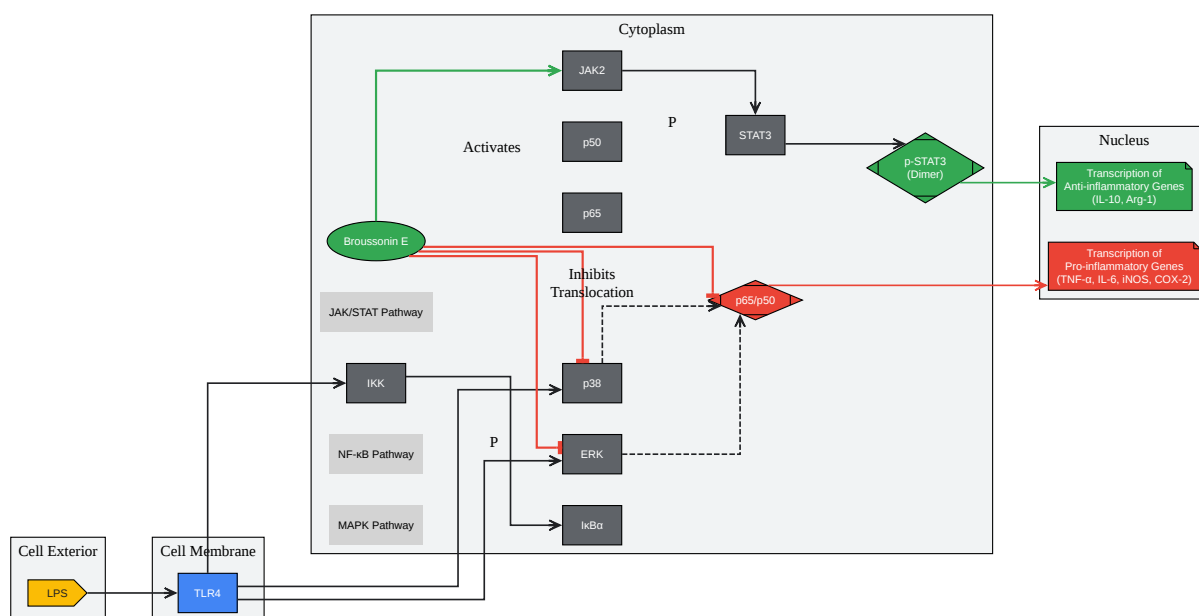 Cytoplasm
JAK2
P
STAT3
p50
Activates
p-STAT3
(Dimer)
Nucleus
Transcription of
Anti-inflammatory Genes
(IL-10, Arg-1)
p65
Broussonin E
Inhibits
Translocation
p65/p50
Transcription of
Pro-inflammatory Genes
(TNF-α, IL-6, iNOS, COX-2)
JAK/STAT Pathway
IKK
p38
P
NF-κB Pathway
ERK
MAPK Pathway
IκBα
Cell Exterior
Cell Membrane
LPS
TLR4